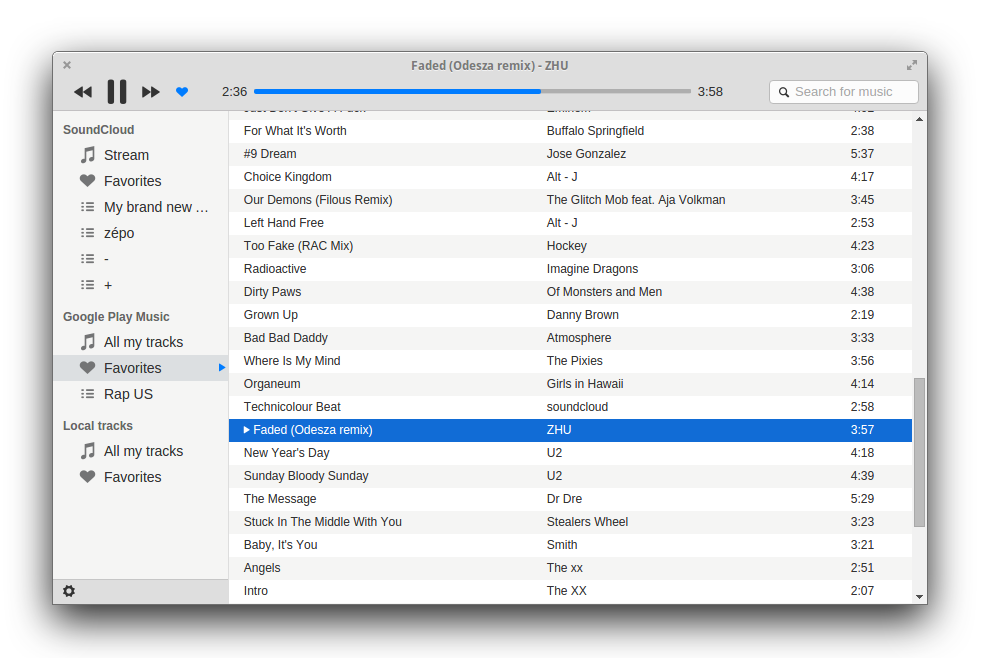 Faded (Odesza remix) - ZHU
2:36 3:58 Search for music
SoundCloud
Stream
Favorites
My brand new ...
zépo
-
+
Google Play Music
All my tracks
Favorites
Rap US
Local tracks
All my tracks
Favorites
For What It's Worth Buffalo Springfield 2:38
#9 Dream Jose Gonzalez 5:37
Choice Kingdom Alt - J 4:17
Our Demons (Filous Remix) The Glitch Mob feat. Aja Volkman 3:45
Left Hand Free Alt - J 2:53
Too Fake (RAC Mix) Hockey 4:23
Radioactive Imagine Dragons 3:06
Dirty Paws Of Monsters and Men 4:38
Grown Up Danny Brown 2:19
Bad Bad Daddy Atmosphere 3:33
Where Is My Mind The Pixies 3:56
Organeum Girls in Hawaii 4:14
Technicolour Beat soundcloud 2:58
Faded (Odesza remix) ZHU 3:57
New Year's Day U2 4:18
Sunday Bloody Sunday U2 4:39
The Message Dr Dre 5:29
Stuck In The Middle With You Stealers Wheel 3:23
Baby, It's You Smith 3:21
Angels The xx 2:51
Intro The XX 2:07